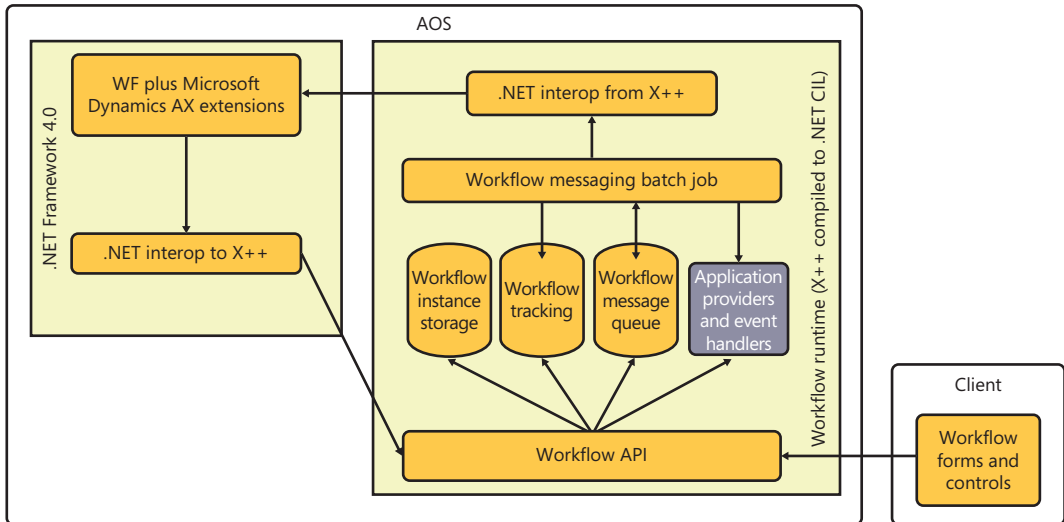 AOS
WF plus Microsoft
Dynamics AX extensions
.NET interop to X++
.NET Framework 4.0
.NET interop from X++
Workflow messaging batch job
Workflow
instance
storage
Workflow
tracking
Workflow
message
queue
Application
providers
and event
handlers
Workflow API
Workflow runtime (X++ compiled to .NET CIL)
Client
Workflow
forms and
controls